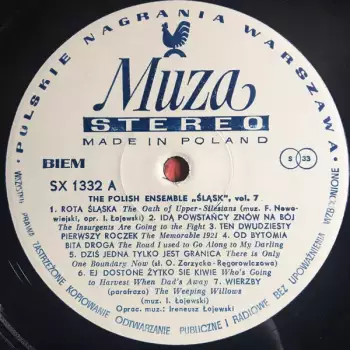 POLSKIE NAGRANIA WARSZAWA
Muza
STEREO
MADE IN POLAND
BIEM
S 33
SX 1332 A
THE POLISH ENSEMBLE „ŚLĄSK", vol. 7
1. ROTA ŚLĄSKA The Oath of Upper-Silesians (muz. F. Nowo-
wiejski, opr. I. Łojewski) 2. IDĄ POWSTAŃCY ZNÓW NA BÓJ
The Insurgents Are Going to the Fight 3. TEN DWUDZIESTY
PIERWSZY ROCZEK The Memorable 1921 4. OD BYTOMIA
BITA DROGA The Road I used to Go Along to My Darling
5. DZIŚ JEDNA TYLKO JEST GRANICA There is Only
One Boundary Now (sł. O. Zarzycka-Ręgorowiczowa)
6. EJ DOSTONE ŻYTKO SIE KIWIE Who's Going
to Harvest When Dad's Away 7. WIERZBY
(parafraza) The Weeping Willows
(muz. I. Łojewski)
Oprac. muz.: Ireneusz Łojewski
WSZYSTKIE PRAWA ZASTRZEŻONE KOPIOWANIE ODTWARZANIE PUBLICZNE I RADIOWE BEZ UPOWAŻNIENIA WZBRONIONE